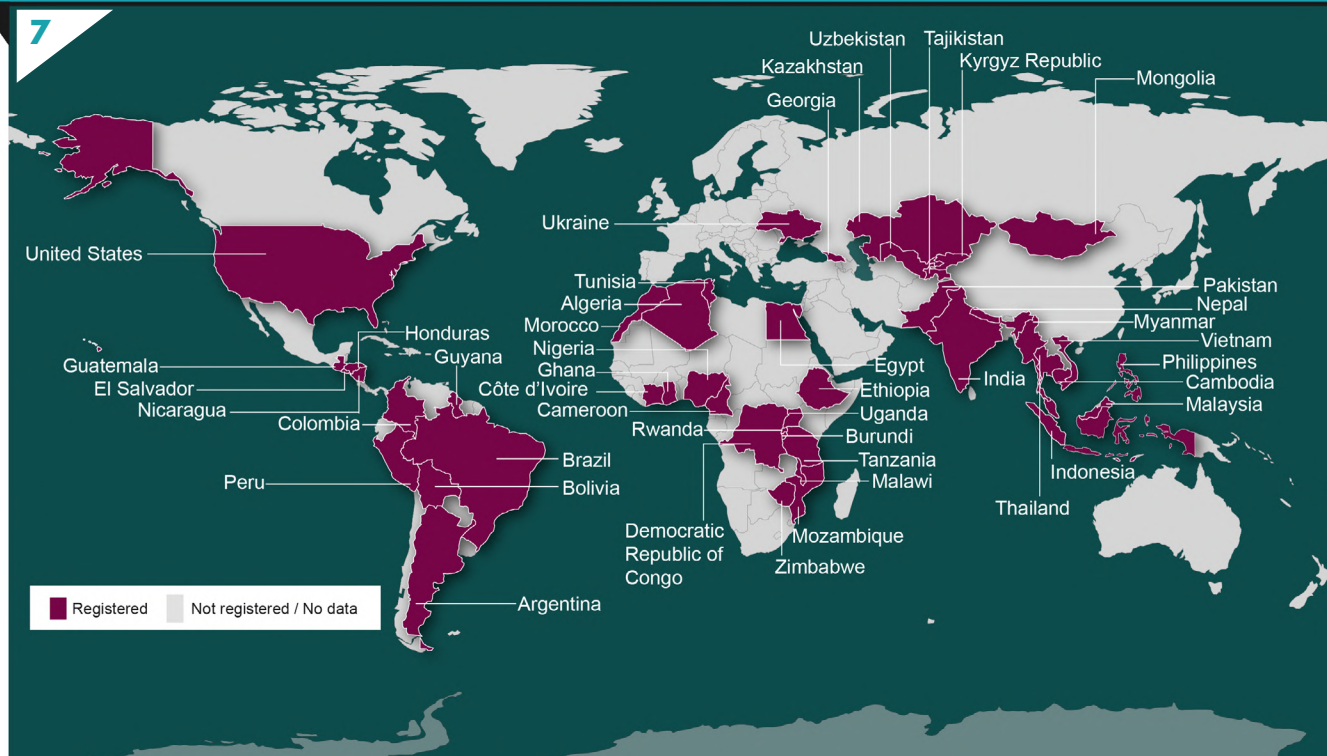 7
Uzbekistan
Tajikistan
Kazakhstan
Kyrgyz Republic
Mongolia
Georgia
Ukraine
United States
Tunisia
Algeria
Morocco
Nigeria
Ghana
Côte d'Ivoire
Cameroon
Rwanda
Honduras
Guyana
Guatemala
El Salvador
Nicaragua
Colombia
Peru
Brazil
Bolivia
Argentina
Egypt
Ethiopia
Uganda
Burundi
Tanzania
Malawi
Mozambique
Zimbabwe
Democratic
Republic of
Congo
Pakistan
Nepal
Myanmar
Vietnam
Philippines
Cambodia
Malaysia
India
Indonesia
Thailand
Registered
Not registered / No data